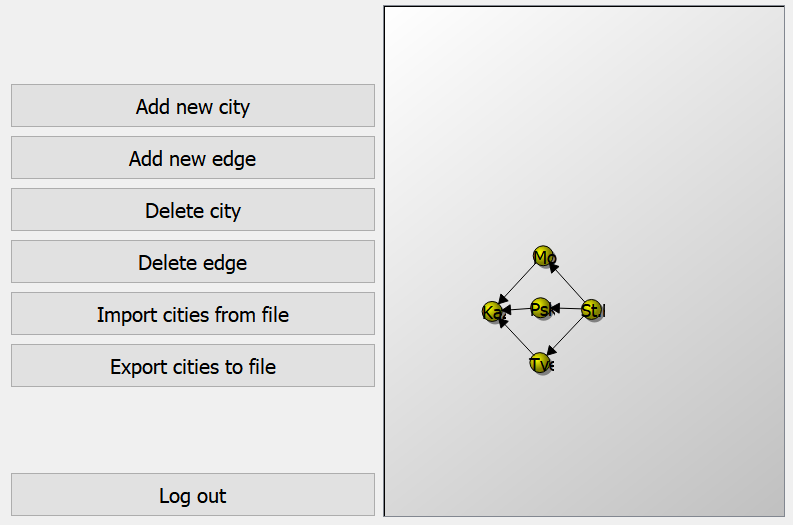 Add new city
Add new edge
Delete city
Delete edge
Import cities from file
Export cities to file
Log out
Mo
Ka
Psk
St.
Tve